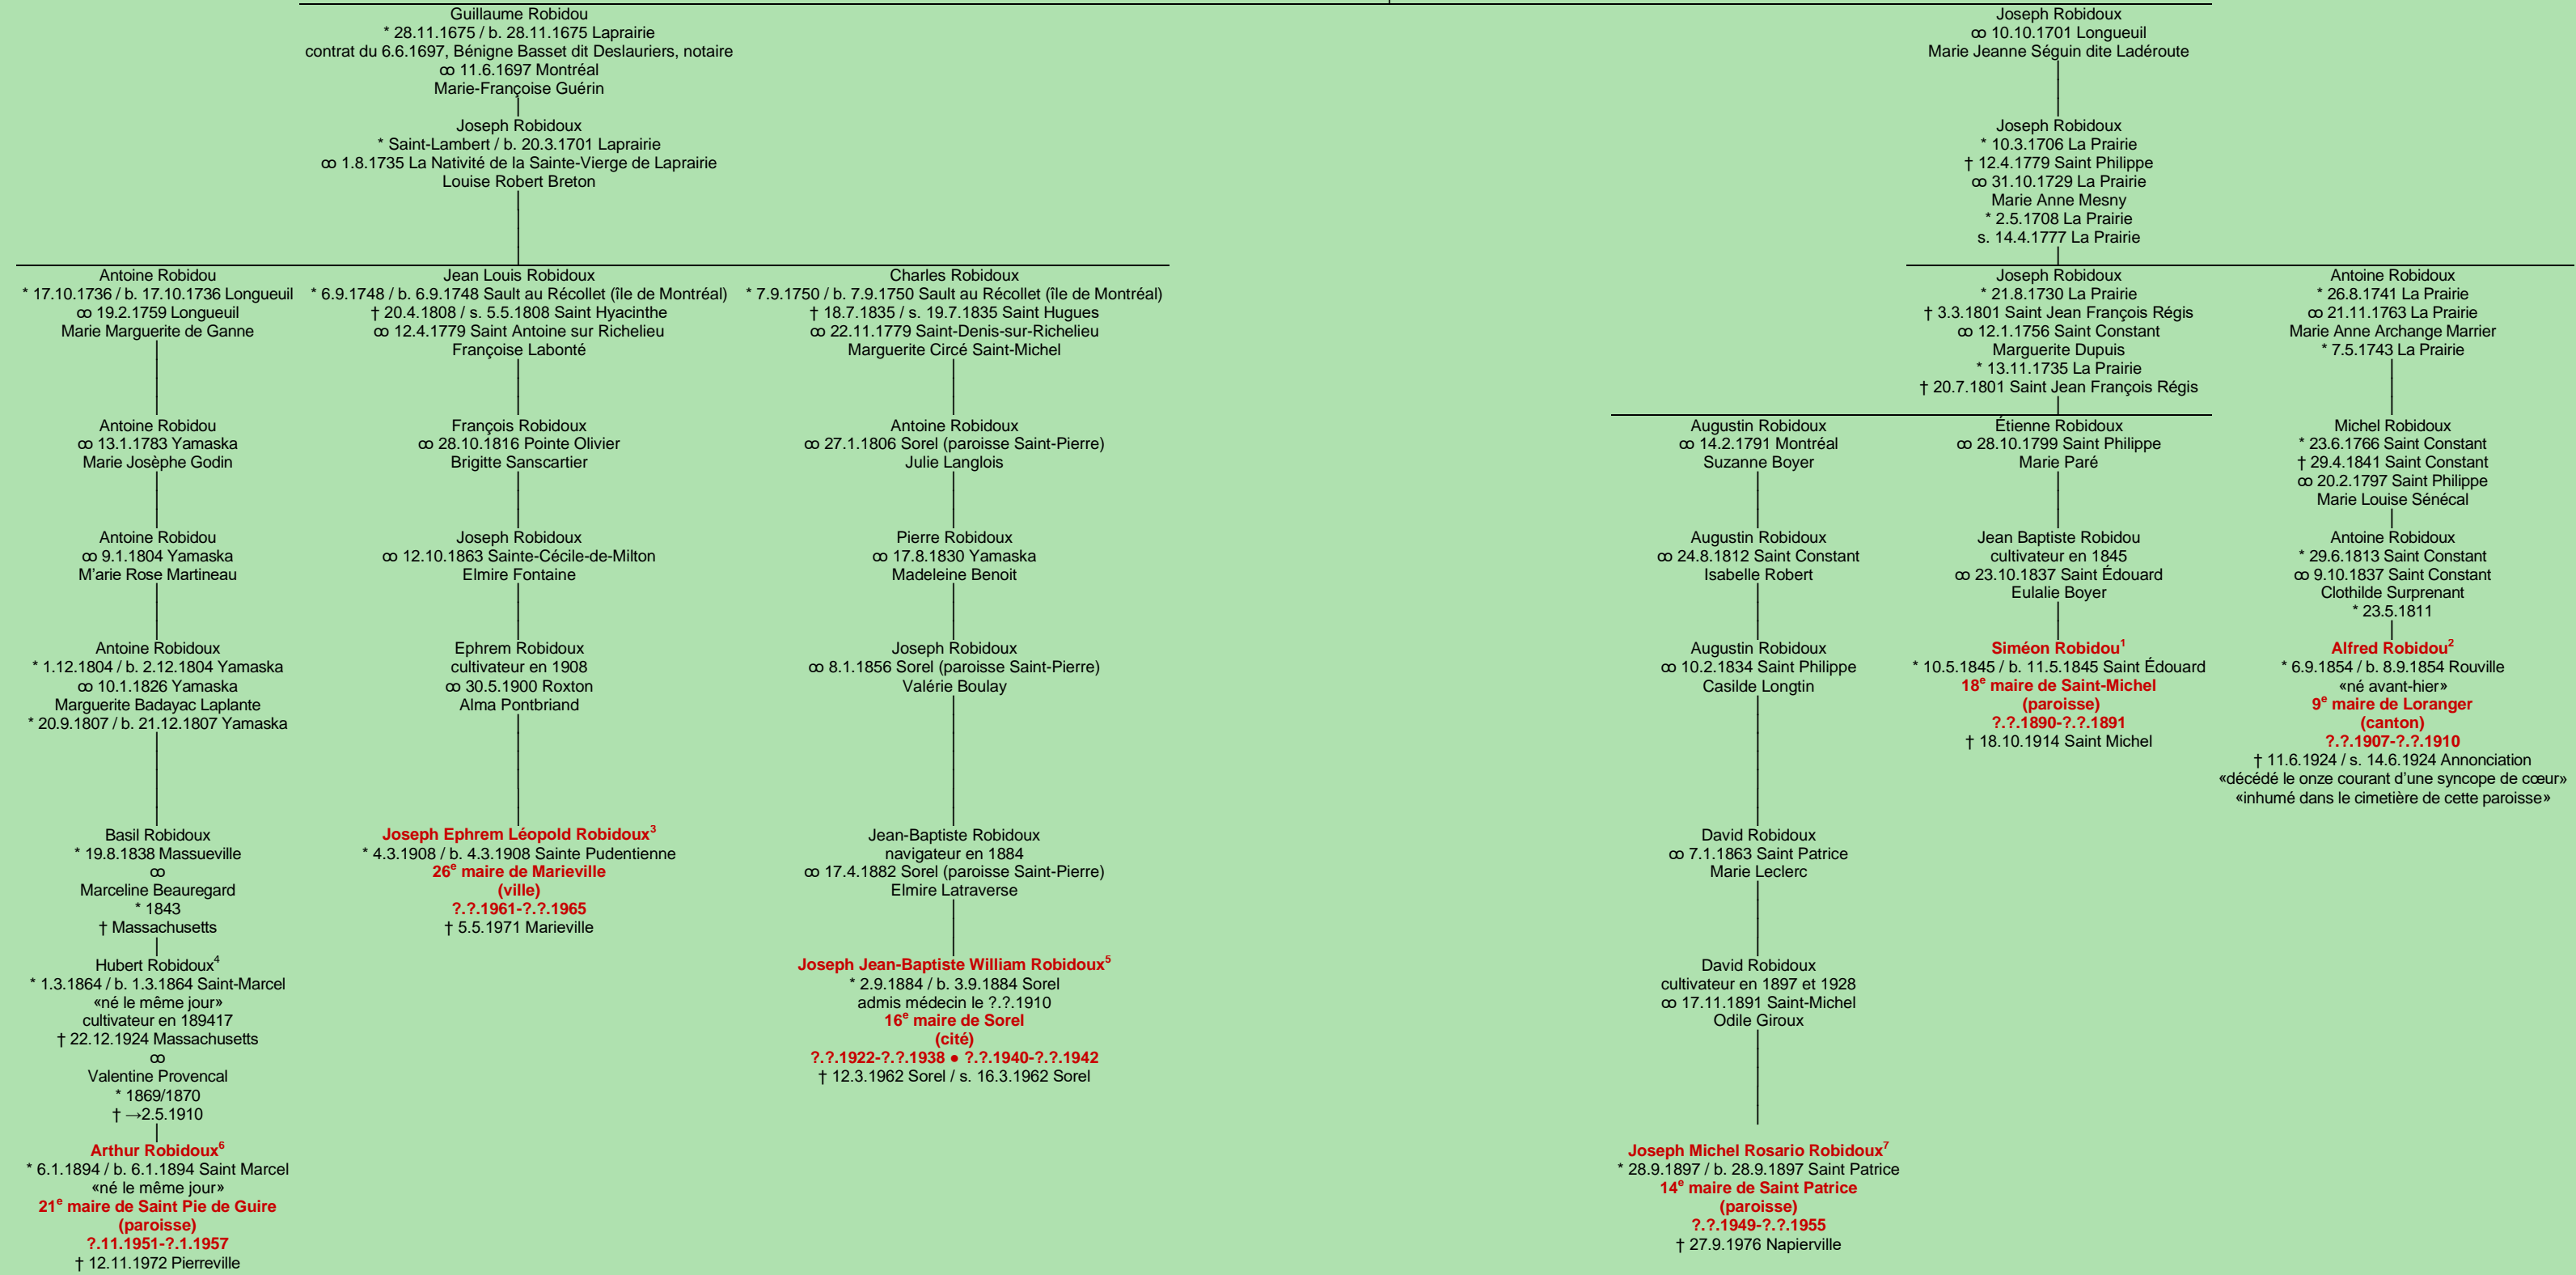 Guillaume Robidou
* 28.11.1675 / b. 28.11.1675 Laprairie
contrat du 6.6.1697, Bénigne Basset dit Deslauriers, notaire
ꝏ 11.6.1697 Montréal
Marie-Françoise Guérin
Joseph Robidoux
* Saint-Lambert / b. 20.3.1701 Laprairie
ꝏ 1.8.1735 La Nativité de la Sainte-Vierge de Laprairie
Louise Robert Breton
Joseph Robidoux
ꝏ 10.10.1701 Longueuil
Marie Jeanne Séguin dite Ladéroute
Joseph Robidoux
* 10.3.1706 La Prairie
† 12.4.1779 Saint Philippe
ꝏ 31.10.1729 La Prairie
Marie Anne Mesny
* 2.5.1708 La Prairie
s. 14.4.1777 La Prairie
Antoine Robidou
* 17.10.1736 / b. 17.10.1736 Longueuil
ꝏ 19.2.1759 Longueuil
Marie Marguerite de Ganne
Antoine Robidou
ꝏ 13.1.1783 Yamaska
Marie Josèphe Godin
Antoine Robidou
ꝏ 9.1.1804 Yamaska
M'arie Rose Martineau
Antoine Robidoux
* 1.12.1804 / b. 2.12.1804 Yamaska
ꝏ 10.1.1826 Yamaska
Marguerite Badayac Laplante
* 20.9.1807 / b. 21.12.1807 Yamaska
Basil Robidoux
* 19.8.1838 Massueville
ꝏ
Marceline Beauregard
* 1843
† Massachusetts
Hubert Robidoux4
* 1.3.1864 / b. 1.3.1864 Saint-Marcel
«né le même jour»
cultivateur en 189417
† 22.12.1924 Massachusetts
ꝏ
Valentine Provencal
* 1869/1870
† →2.5.1910
Arthur Robidoux6
* 6.1.1894 / b. 6.1.1894 Saint Marcel
«né le même jour»
21e maire de Saint Pie de Guire
(paroisse)
?.11.1951-?.1.1957
† 12.11.1972 Pierreville
Jean Louis Robidoux
* 6.9.1748 / b. 6.9.1748 Sault au Récollet (île de Montréal)
† 20.4.1808 / s. 5.5.1808 Saint Hyacinthe
ꝏ 12.4.1779 Saint Antoine sur Richelieu
Françoise Labonté
François Robidoux
ꝏ 28.10.1816 Pointe Olivier
Brigitte Sanscartier
Joseph Robidoux
ꝏ 12.10.1863 Sainte-Cécile-de-Milton
Elmire Fontaine
Ephrem Robidoux
cultivateur en 1908
ꝏ 30.5.1900 Roxton
Alma Pontbriand
Joseph Ephrem Léopold Robidoux3
* 4.3.1908 / b. 4.3.1908 Sainte Pudentienne
26e maire de Marieville
(ville)
?.?.1961-?.?.1965
† 5.5.1971 Marieville
Charles Robidoux
* 7.9.1750 / b. 7.9.1750 Sault au Récollet (île de Montréal)
† 18.7.1835 / s. 19.7.1835 Saint Hugues
ꝏ 22.11.1779 Saint-Denis-sur-Richelieu
Marguerite Circé Saint-Michel
Antoine Robidoux
ꝏ 27.1.1806 Sorel (paroisse Saint-Pierre)
Julie Langlois
Pierre Robidoux
ꝏ 17.8.1830 Yamaska
Madeleine Benoit
Joseph Robidoux
ꝏ 8.1.1856 Sorel (paroisse Saint-Pierre)
Valérie Boulay
Jean-Baptiste Robidoux
navigateur en 1884
ꝏ 17.4.1882 Sorel (paroisse Saint-Pierre)
Elmire Latraverse
Joseph Jean-Baptiste William Robidoux5
* 2.9.1884 / b. 3.9.1884 Sorel
admis médecin le ?.?.1910
16e maire de Sorel
(cité)
?.?.1922-?.?.1938 ● ?.?.1940-?.?.1942
† 12.3.1962 Sorel / s. 16.3.1962 Sorel
Joseph Robidoux
* 21.8.1730 La Prairie
† 3.3.1801 Saint Jean François Régis
ꝏ 12.1.1756 Saint Constant
Marguerite Dupuis
* 13.11.1735 La Prairie
† 20.7.1801 Saint Jean François Régis
Augustin Robidoux
ꝏ 14.2.1791 Montréal
Suzanne Boyer
Augustin Robidoux
ꝏ 24.8.1812 Saint Constant
Isabelle Robert
Augustin Robidoux
ꝏ 10.2.1834 Saint Philippe
Casilde Longtin
David Robidoux
ꝏ 7.1.1863 Saint Patrice
Marie Leclerc
David Robidoux
cultivateur en 1897 et 1928
ꝏ 17.11.1891 Saint-Michel
Odile Giroux
Joseph Michel Rosario Robidoux7
* 28.9.1897 / b. 28.9.1897 Saint Patrice
14e maire de Saint Patrice
(paroisse)
?.?.1949-?.?.1955
† 27.9.1976 Napierville
Étienne Robidoux
ꝏ 28.10.1799 Saint Philippe
Marie Paré
Jean Baptiste Robidou
cultivateur en 1845
ꝏ 23.10.1837 Saint Édouard
Eulalie Boyer
Siméon Robidou1
* 10.5.1845 / b. 11.5.1845 Saint Édouard
18e maire de Saint-Michel
(paroisse)
?.?.1890-?.?.1891
† 18.10.1914 Saint Michel
Antoine Robidoux
* 26.8.1741 La Prairie
ꝏ 21.11.1763 La Prairie
Marie Anne Archange Marrier
* 7.5.1743 La Prairie
Michel Robidoux
* 23.6.1766 Saint Constant
† 29.4.1841 Saint Constant
ꝏ 20.2.1797 Saint Philippe
Marie Louise Sénécal
Antoine Robidoux
* 29.6.1813 Saint Constant
ꝏ 9.10.1837 Saint Constant
Clothilde Surprenant
* 23.5.1811
Alfred Robidou2
* 6.9.1854 / b. 8.9.1854 Rouville
«né avant-hier»
9e maire de Loranger
(canton)
?.?.1907-?.?.1910
† 11.6.1924 / s. 14.6.1924 Annonciation
«décédé le onze courant d'une syncope de cœur»
«inhumé dans le cimetière de cette paroisse»